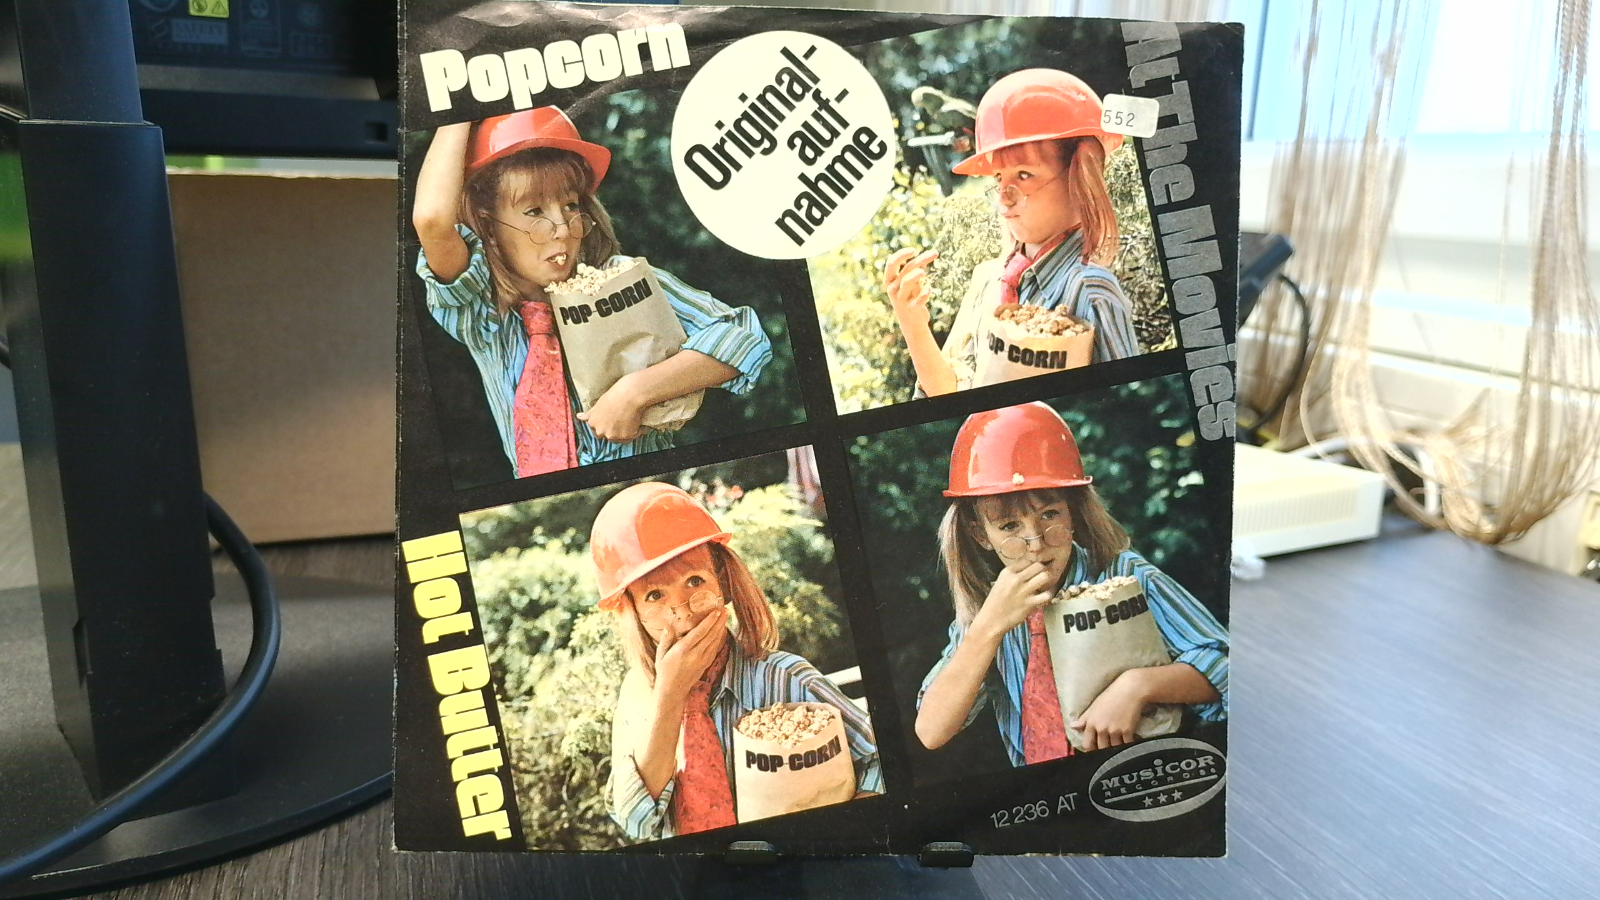 Popcorn
Original-
auf-
nahme
At The Movies
552
POP-CORN
POP CORN
Hot Butter
POP-CORN
POP-CORN
12 236 AT
MUSICOR
RECORDS